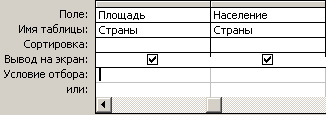 Поле: Площадь Население
Имя таблицы: Страны Страны
Сортировка:
Вывод на экран:
Условие отбора:
или: